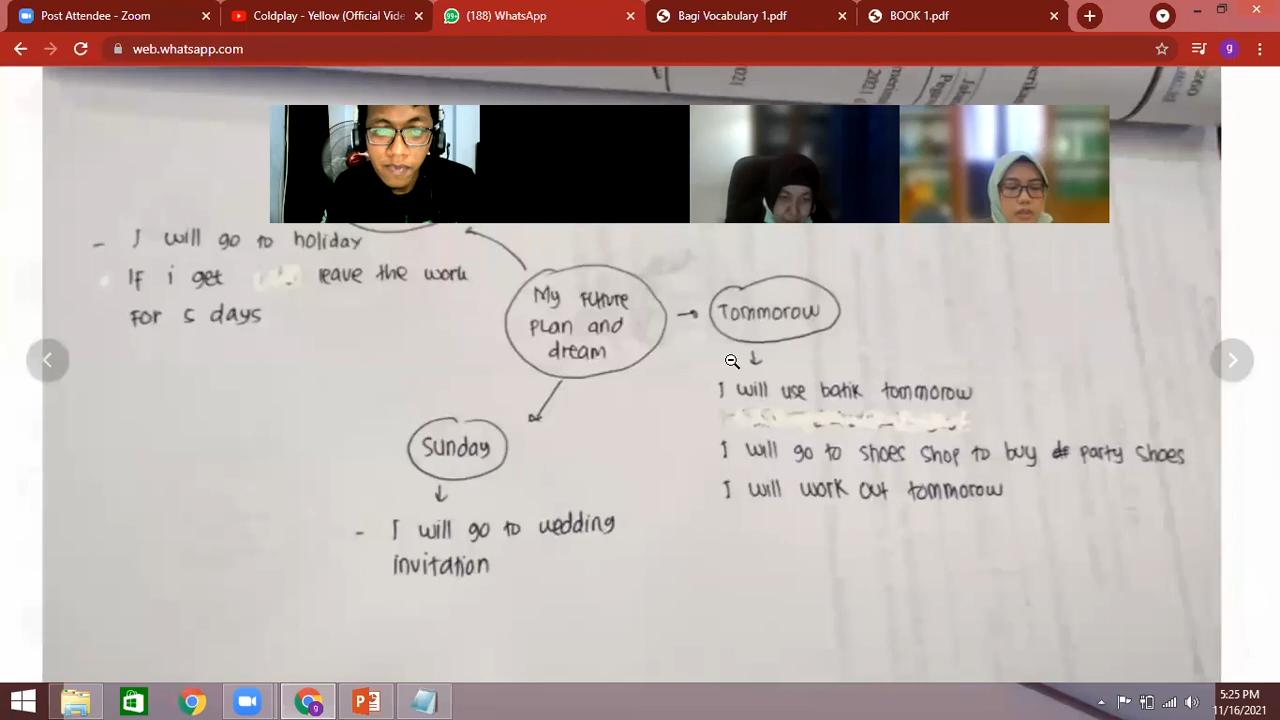 Post Attendee - Zoom
Coldplay - Yellow (Official Vide
(188) WhatsApp
Bagi Vocabulary 1.pdf
BOOK 1.pdf
web.whatsapp.com
2021
- I will go to holiday
If i get leave the work
for 5 days
My future
plan and
dream
Tommorow
I will use batik tommorow
I will go to shoes shop to buy party shoes
I will work out tommorow
Sunday
- I will go to wedding
invitation
5:25 PM
11/16/2021